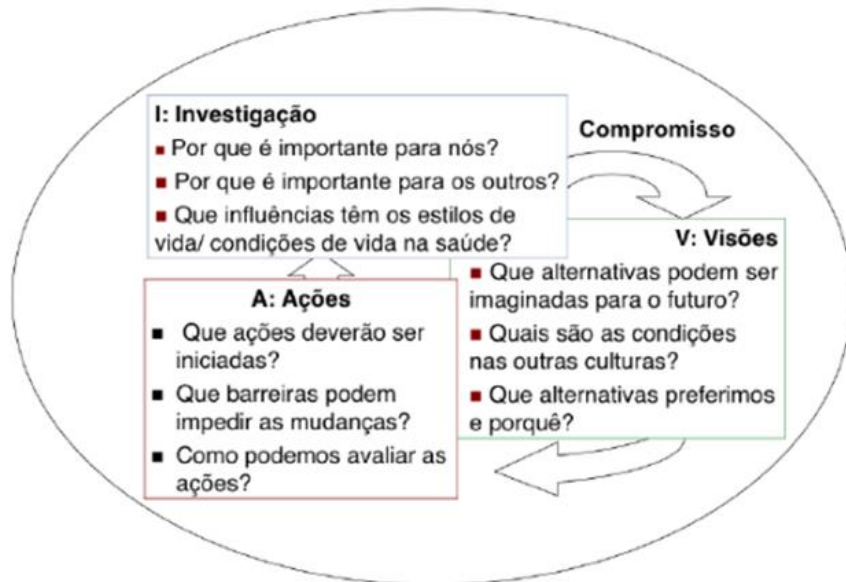 I: Investigação
▪ Por que é importante para nós?
▪ Por que é importante para os outros?
▪ Que influências têm os estilos de
vida/ condições de vida na saúde?
Compromisso
V: Visões
▪ Que alternativas podem ser
imaginadas para o futuro?
▪ Quais são as condições
nas outras culturas?
▪ Que alternativas preferimos
e porquê?
A: Ações
▪ Que ações deverão ser
iniciadas?
▪ Que barreiras podem
impedir as mudanças?
▪ Como podemos avaliar as
ações?